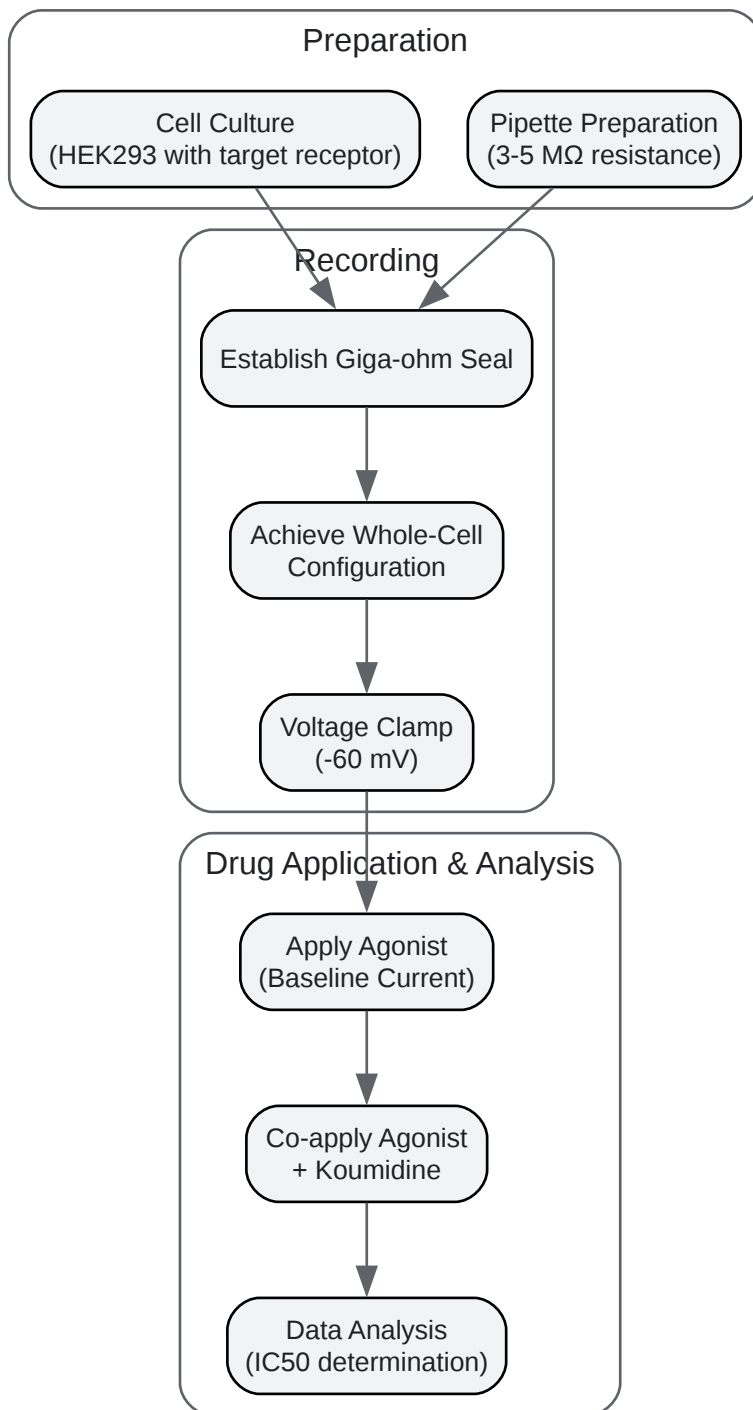 Preparation
Cell Culture
(HEK293 with target receptor)
Pipette Preparation
(3-5 MΩ resistance)
Recording
Establish Giga-ohm Seal
Achieve Whole-Cell
Configuration
Voltage Clamp
(-60 mV)
Drug Application & Analysis
Apply Agonist
(Baseline Current)
Co-apply Agonist
+ Koumidine
Data Analysis
(IC50 determination)